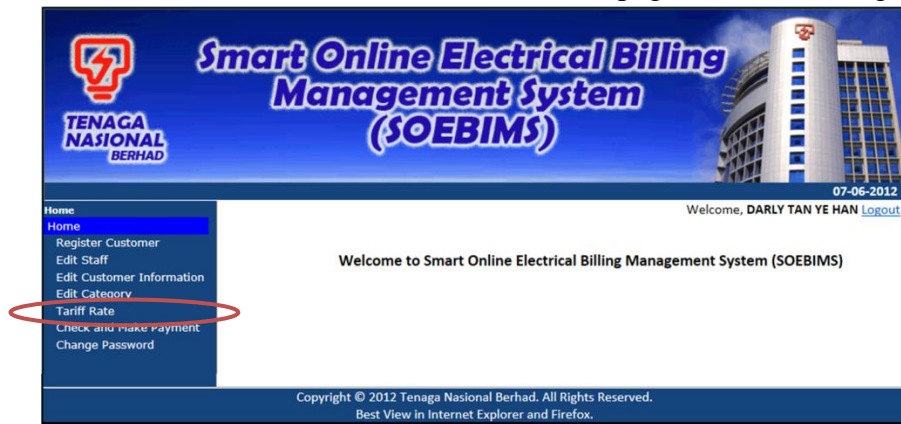 TENAGA
NASIONAL
BERHAD
Smart Online Electrical Billing
Management System
(SOEBIMS)
07-06-2012
Home
Welcome, DARLY TAN YE HAN Logout
Home
Register Customer
Edit Staff
Edit Customer Information
Edit Category
Tariff Rate
Check and Make Payment
Change Password
Welcome to Smart Online Electrical Billing Management System (SOEBIMS)
Copyright © 2012 Tenaga Nasional Berhad. All Rights Reserved.
Best View in Internet Explorer and Firefox.